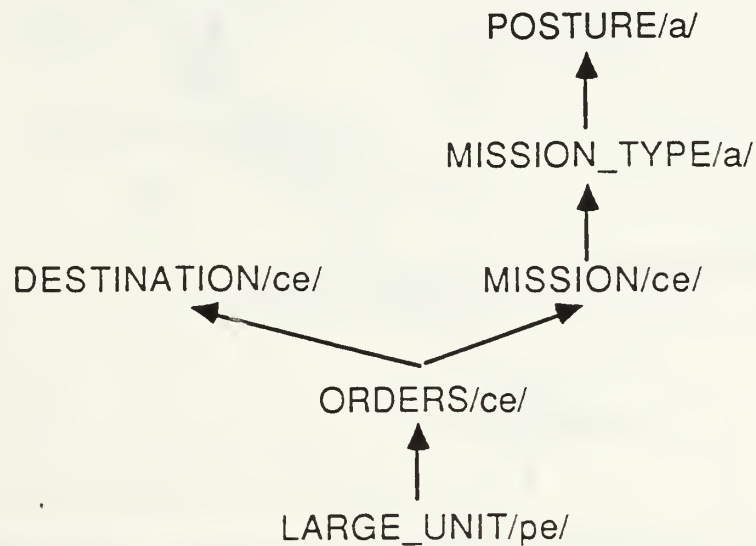 POSTURE/a/
MISSION_TYPE/a/
DESTINATION/ce/ MISSION/ce/
ORDERS/ce/
LARGE_UNIT/pe/